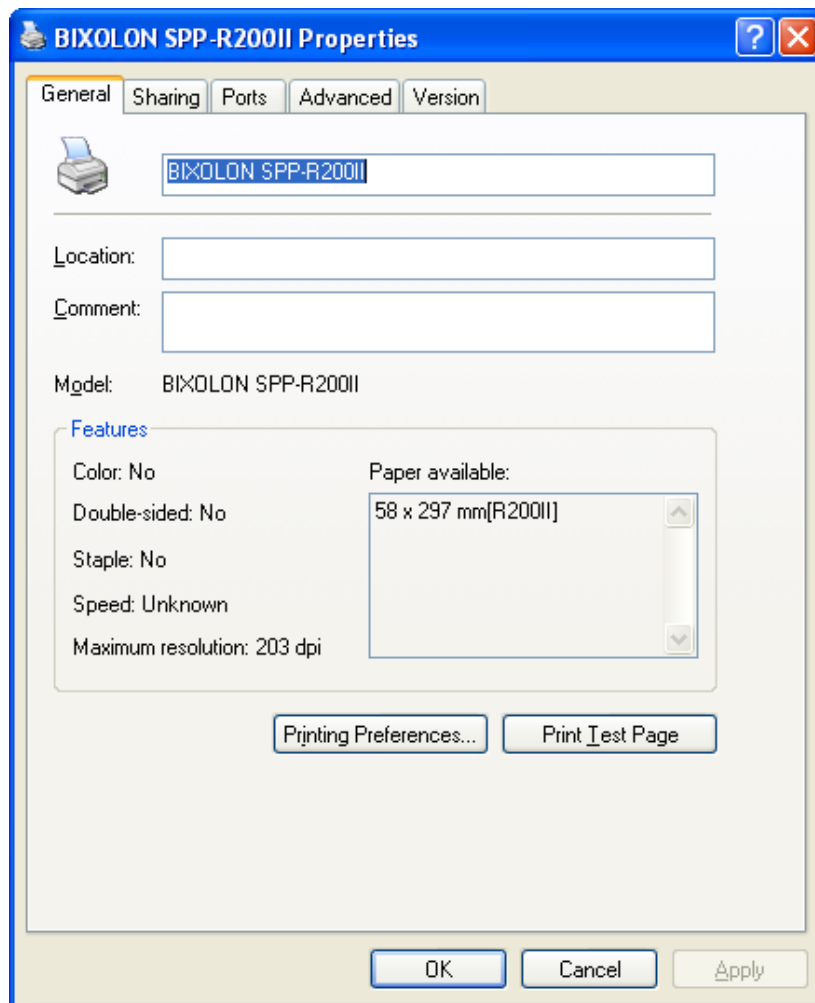 BIXOLON SPP-R200II Properties
?
General Sharing Ports Advanced Version
BIXOLON SPP-R200II
Location:
Comment:
Model: BIXOLON SPP-R200II
Features
Color: No
Paper available:
Double-sided: No
58 x 297 mm[R200II]
Staple: No
Speed: Unknown
Maximum resolution: 203 dpi
Printing Preferences... Print Test Page
OK Cancel Apply